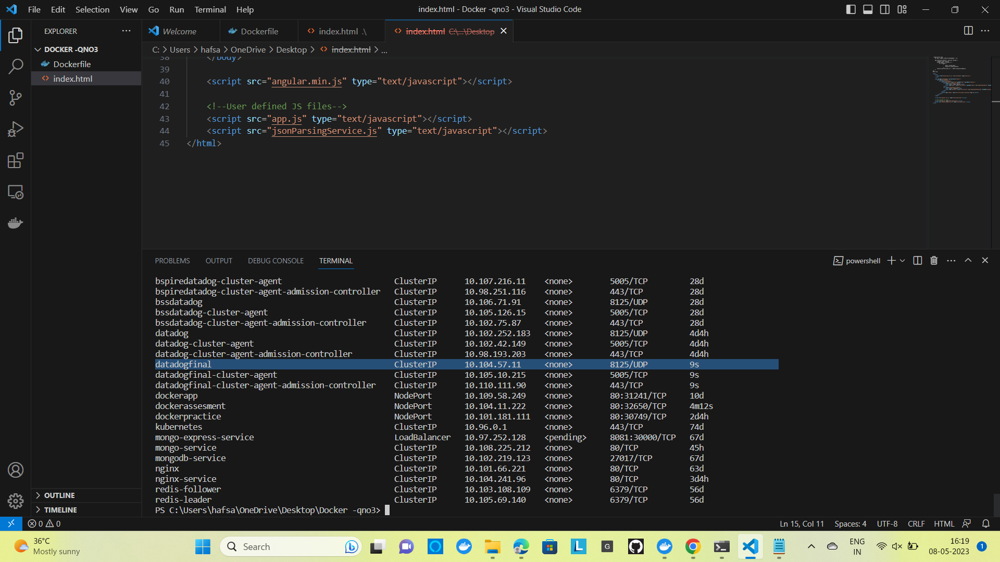 File Edit Selection View Go Run Terminal Help
index.html - Docker -qno3 - Visual Studio Code
EXPLORER
Welcome
Dockerfile
index.html .\
index.html C:\...\Desktop
DOCKER -QNO3
Dockerfile
index.html
C: > Users > hafsa > OneDrive > Desktop > index.html > ...
38 </body>
39
40 <script src="angular.min.js" type="text/javascript"></script>
41
42 <!--User defined JS files-->
43 <script src="app.js" type="text/javascript"></script>
44 <script src="jsonParsingService.js" type="text/javascript"></script>
45 </html>
PROBLEMS OUTPUT DEBUG CONSOLE TERMINAL
powershell
bspiredatadog-cluster-agent ClusterIP 10.107.216.11 <none> 5005/TCP 28d
bspiredatadog-cluster-agent-admission-controller ClusterIP 10.98.251.116 <none> 443/TCP 28d
bssdatadog ClusterIP 10.106.71.91 <none> 8125/UDP 28d
bssdatadog-cluster-agent ClusterIP 10.105.126.15 <none> 5005/TCP 28d
bssdatadog-cluster-agent-admission-controller ClusterIP 10.102.75.87 <none> 443/TCP 28d
datadog ClusterIP 10.102.252.183 <none> 8125/UDP 4d4h
datadog-cluster-agent ClusterIP 10.102.42.149 <none> 5005/TCP 4d4h
datadog-cluster-agent-admission-controller ClusterIP 10.98.193.203 <none> 443/TCP 4d4h
datadogfinal ClusterIP 10.104.57.11 <none> 8125/UDP 9s
datadogfinal-cluster-agent ClusterIP 10.105.10.215 <none> 5005/TCP 9s
datadogfinal-cluster-agent-admission-controller ClusterIP 10.110.111.90 <none> 443/TCP 9s
dockerapp NodePort 10.109.58.249 <none> 80:31241/TCP 10d
dockerassesment NodePort 10.104.11.222 <none> 80:32650/TCP 4m12s
dockerpractice NodePort 10.101.181.111 <none> 80:30749/TCP 2d4h
kubernetes ClusterIP 10.96.0.1 <none> 443/TCP 74d
mongo-express-service LoadBalancer 10.97.252.128 <pending> 8081:30000/TCP 67d
mongo-service ClusterIP 10.108.225.212 <none> 80/TCP 45h
mongodb-service ClusterIP 10.102.219.123 <none> 27017/TCP 67d
nginx ClusterIP 10.101.66.221 <none> 80/TCP 63d
nginx-service ClusterIP 10.104.241.96 <none> 80/TCP 3d4h
redis-follower ClusterIP 10.103.108.109 <none> 6379/TCP 56d
redis-leader ClusterIP 10.105.69.140 <none> 6379/TCP 56d
PS C:\Users\hafsa\OneDrive\Desktop\Docker -qno3>
OUTLINE
TIMELINE
0 0
Ln 15, Col 11 Spaces: 4 UTF-8 CRLF HTML
36°C
Mostly sunny
Search
L
G
ENG
IN
16:19
08-05-2023
1